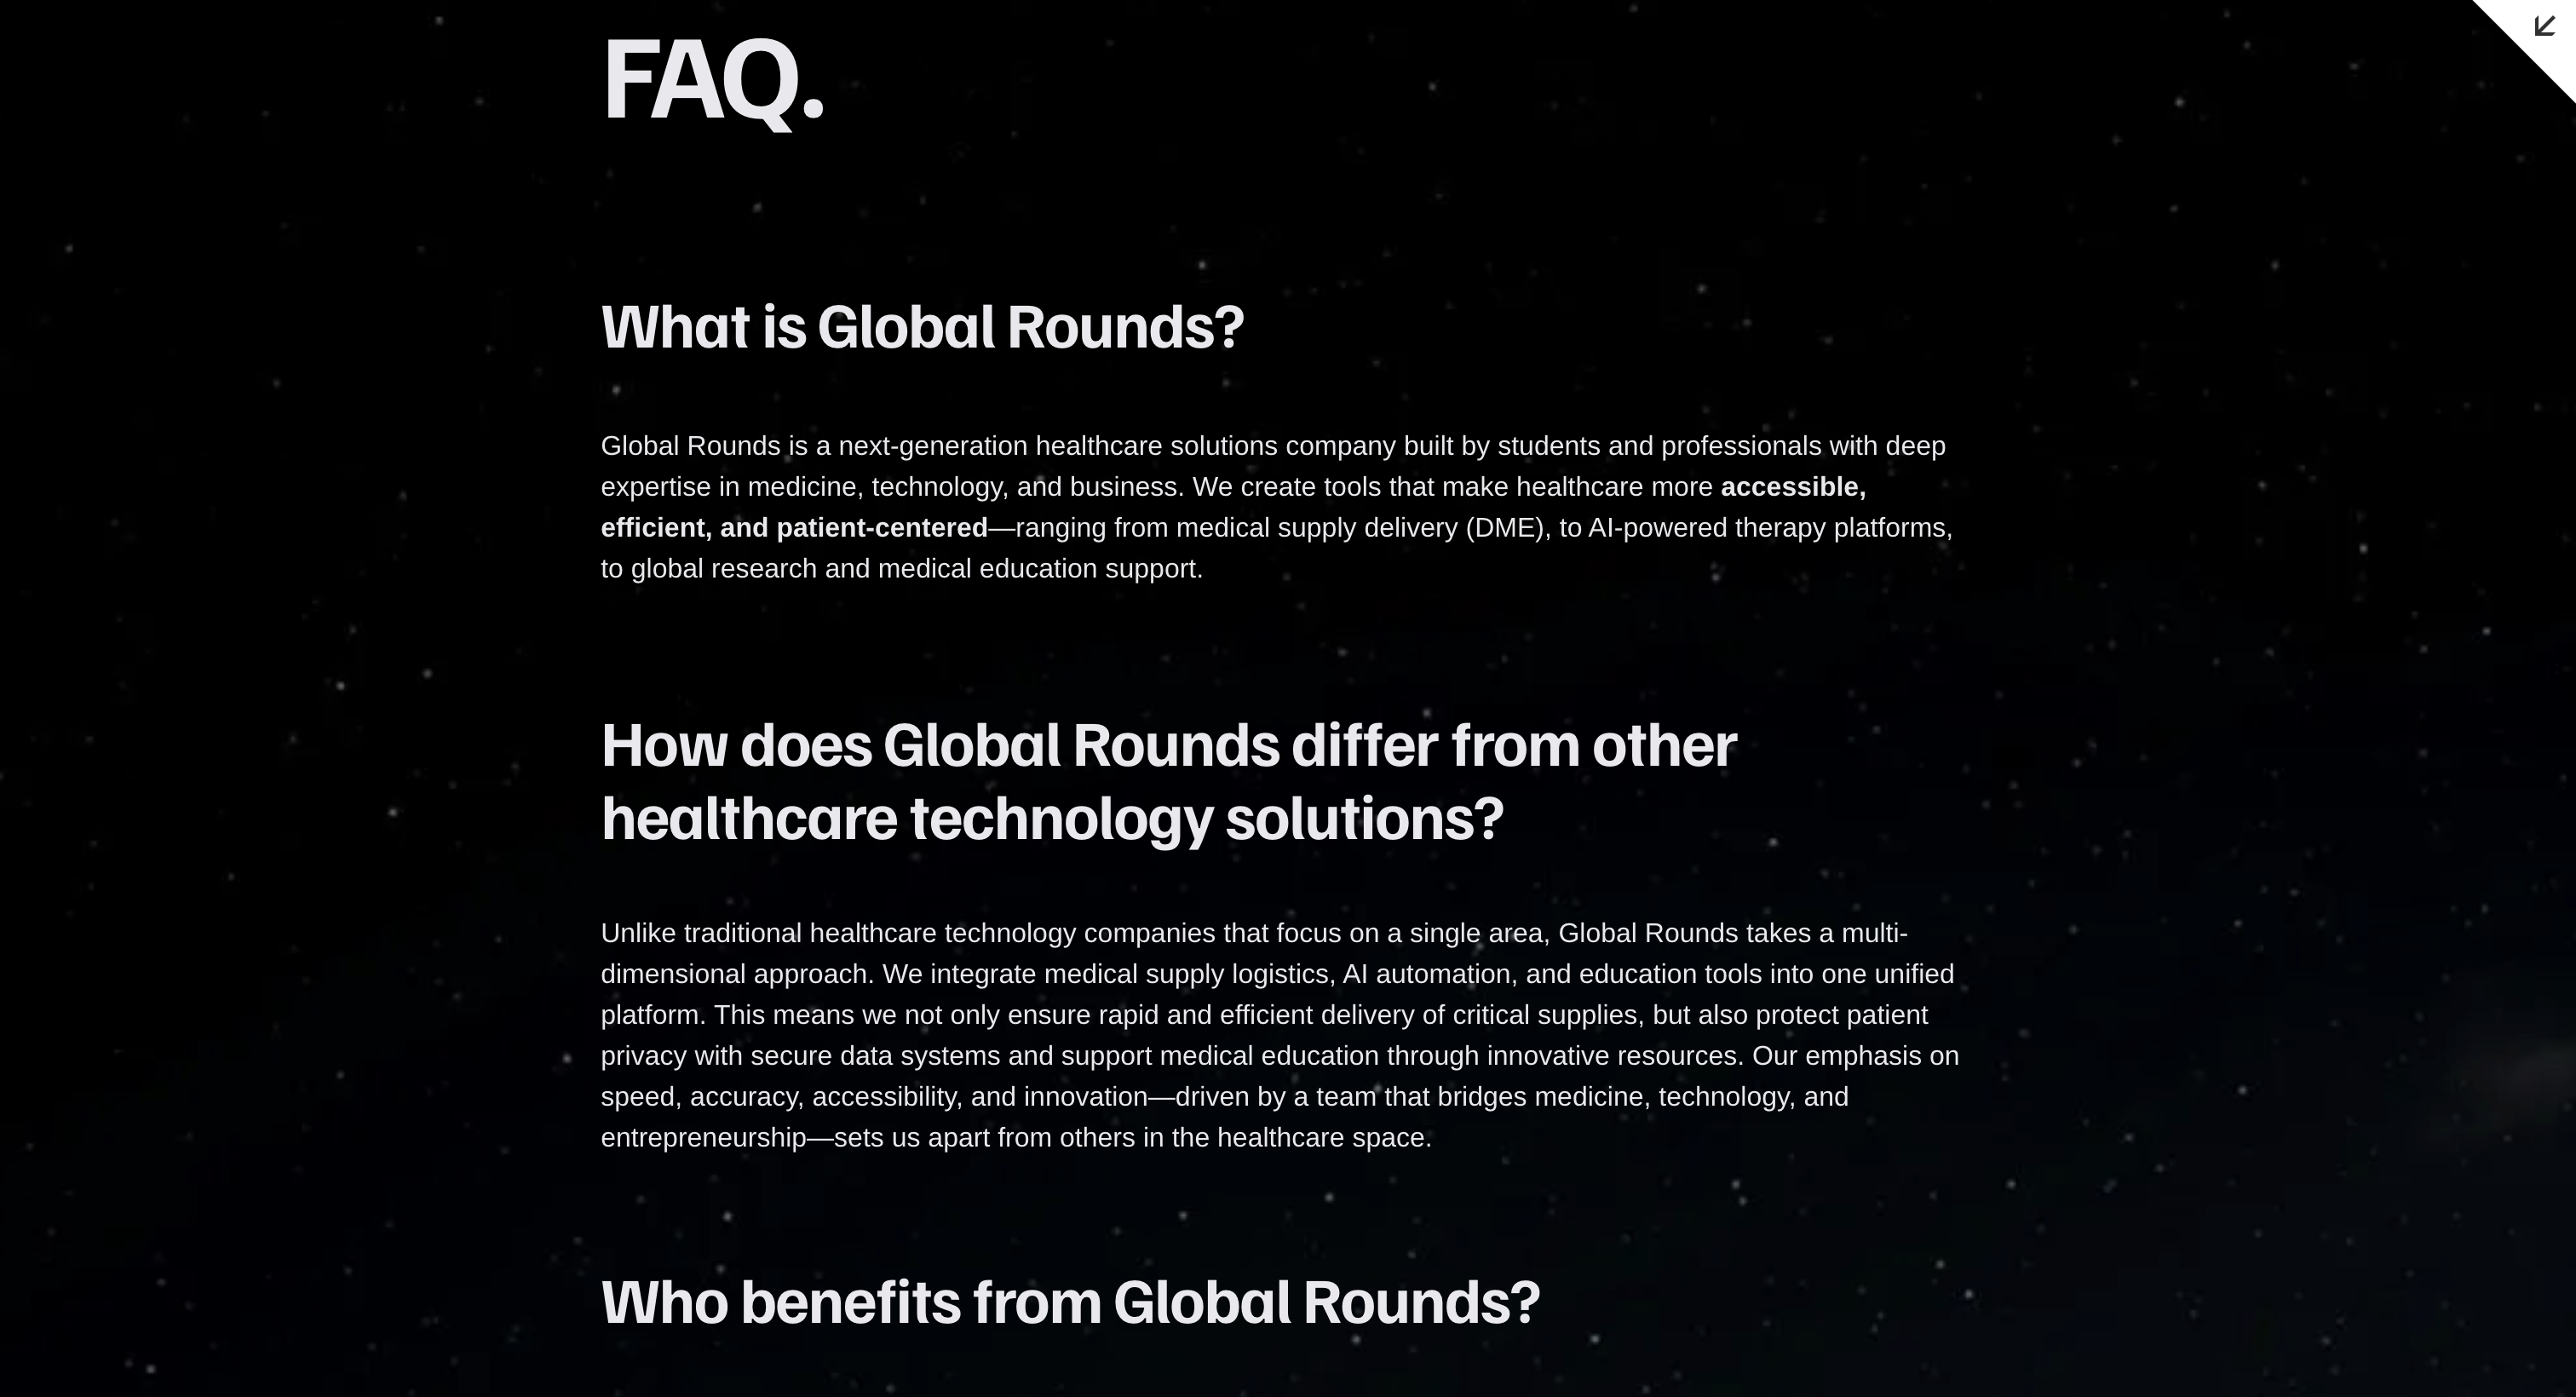 FAQ.
What is Global Rounds?
Global Rounds is a next-generation healthcare solutions company built by students and professionals with deep
expertise in medicine, technology, and business. We create tools that make healthcare more accessible,
efficient, and patient-centered—ranging from medical supply delivery (DME), to AI-powered therapy platforms,
to global research and medical education support.
How does Global Rounds differ from other
healthcare technology solutions?
Unlike traditional healthcare technology companies that focus on a single area, Global Rounds takes a multi-
dimensional approach. We integrate medical supply logistics, AI automation, and education tools into one unified
platform. This means we not only ensure rapid and efficient delivery of critical supplies, but also protect patient
privacy with secure data systems and support medical education through innovative resources. Our emphasis on
speed, accuracy, accessibility, and innovation—driven by a team that bridges medicine, technology, and
entrepreneurship—sets us apart from others in the healthcare space.
Who benefits from Global Rounds?